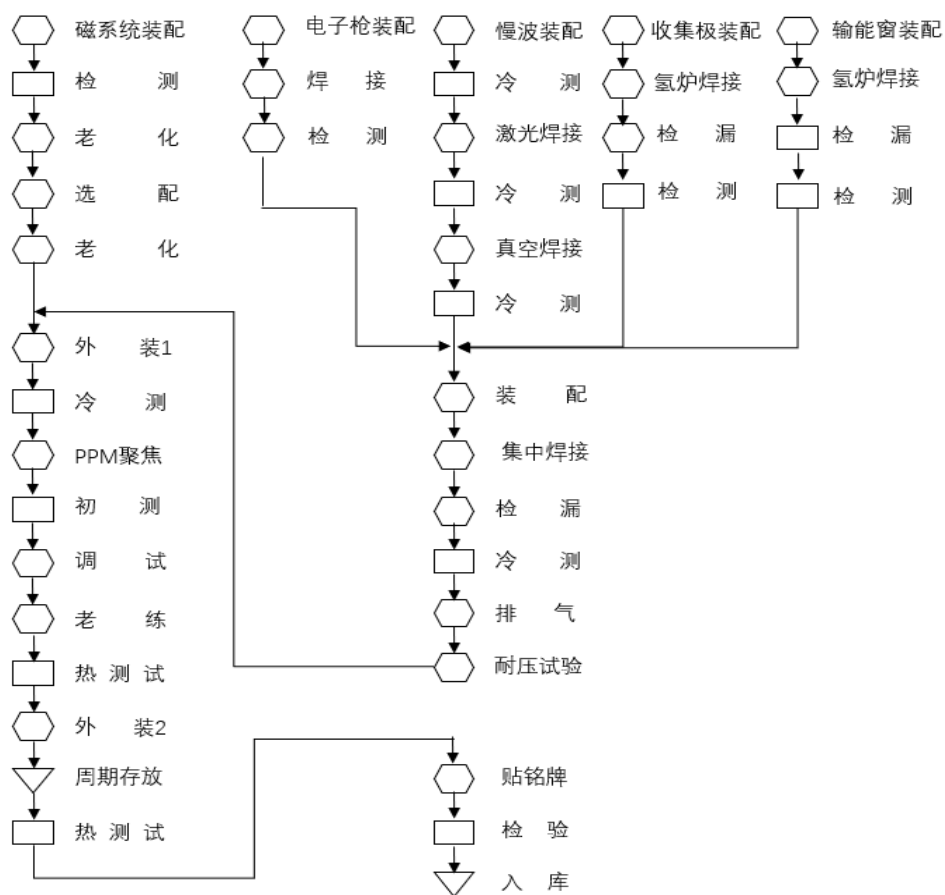 磁系统装配
检 测
老 化
选 配
老 化
外 装1
冷 测
PPM聚焦
初 测
调 试
老 练
热 测 试
外 装2
周期存放
热 测 试
电子枪装配
焊 接
检 测
慢波装配
冷 测
激光焊接
冷 测
真空焊接
冷 测
装 配
集中焊接
检 漏
冷 测
排 气
耐压试验
贴铭牌
检 验
入 库
收集极装配
氢炉焊接
检 漏
检 测
输能窗装配
氢炉焊接
检 漏
检 测